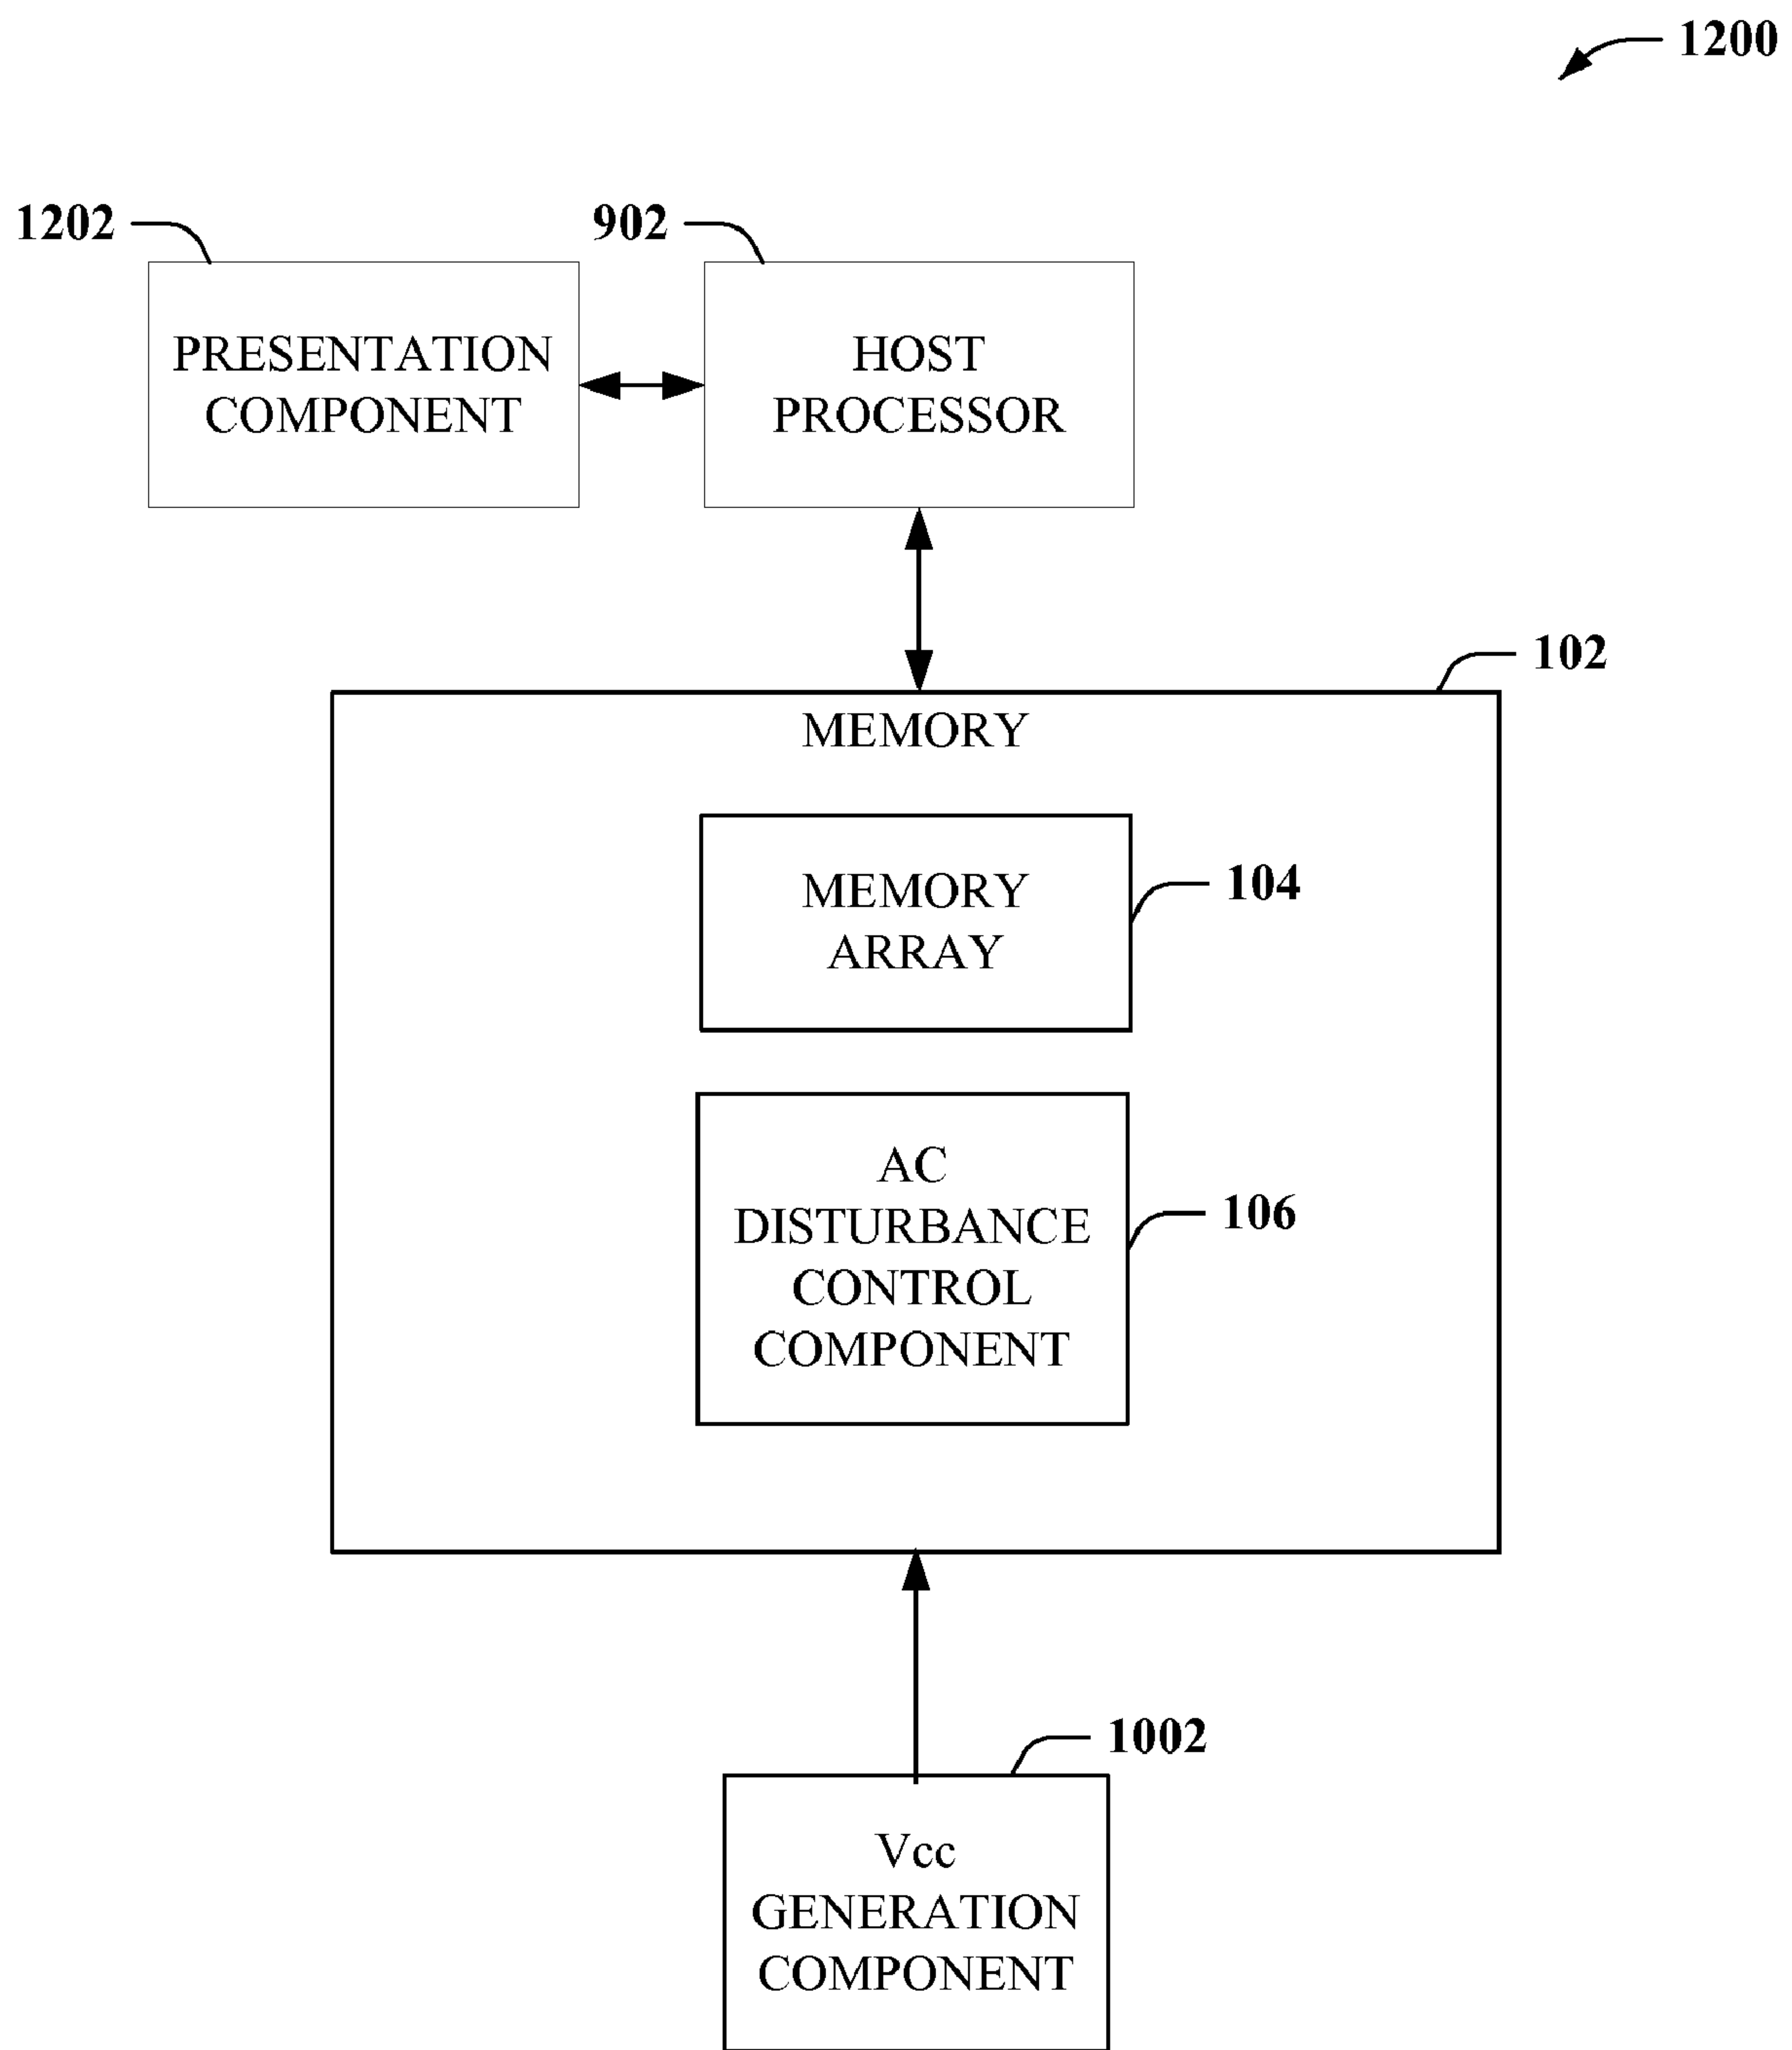 1200
1202
902
PRESENTATION
COMPONENT
HOST
PROCESSOR
102
MEMORY
MEMORY
ARRAY
104
AC
DISTURBANCE
CONTROL
COMPONENT
106
1002
Vcc
GENERATION
COMPONENT